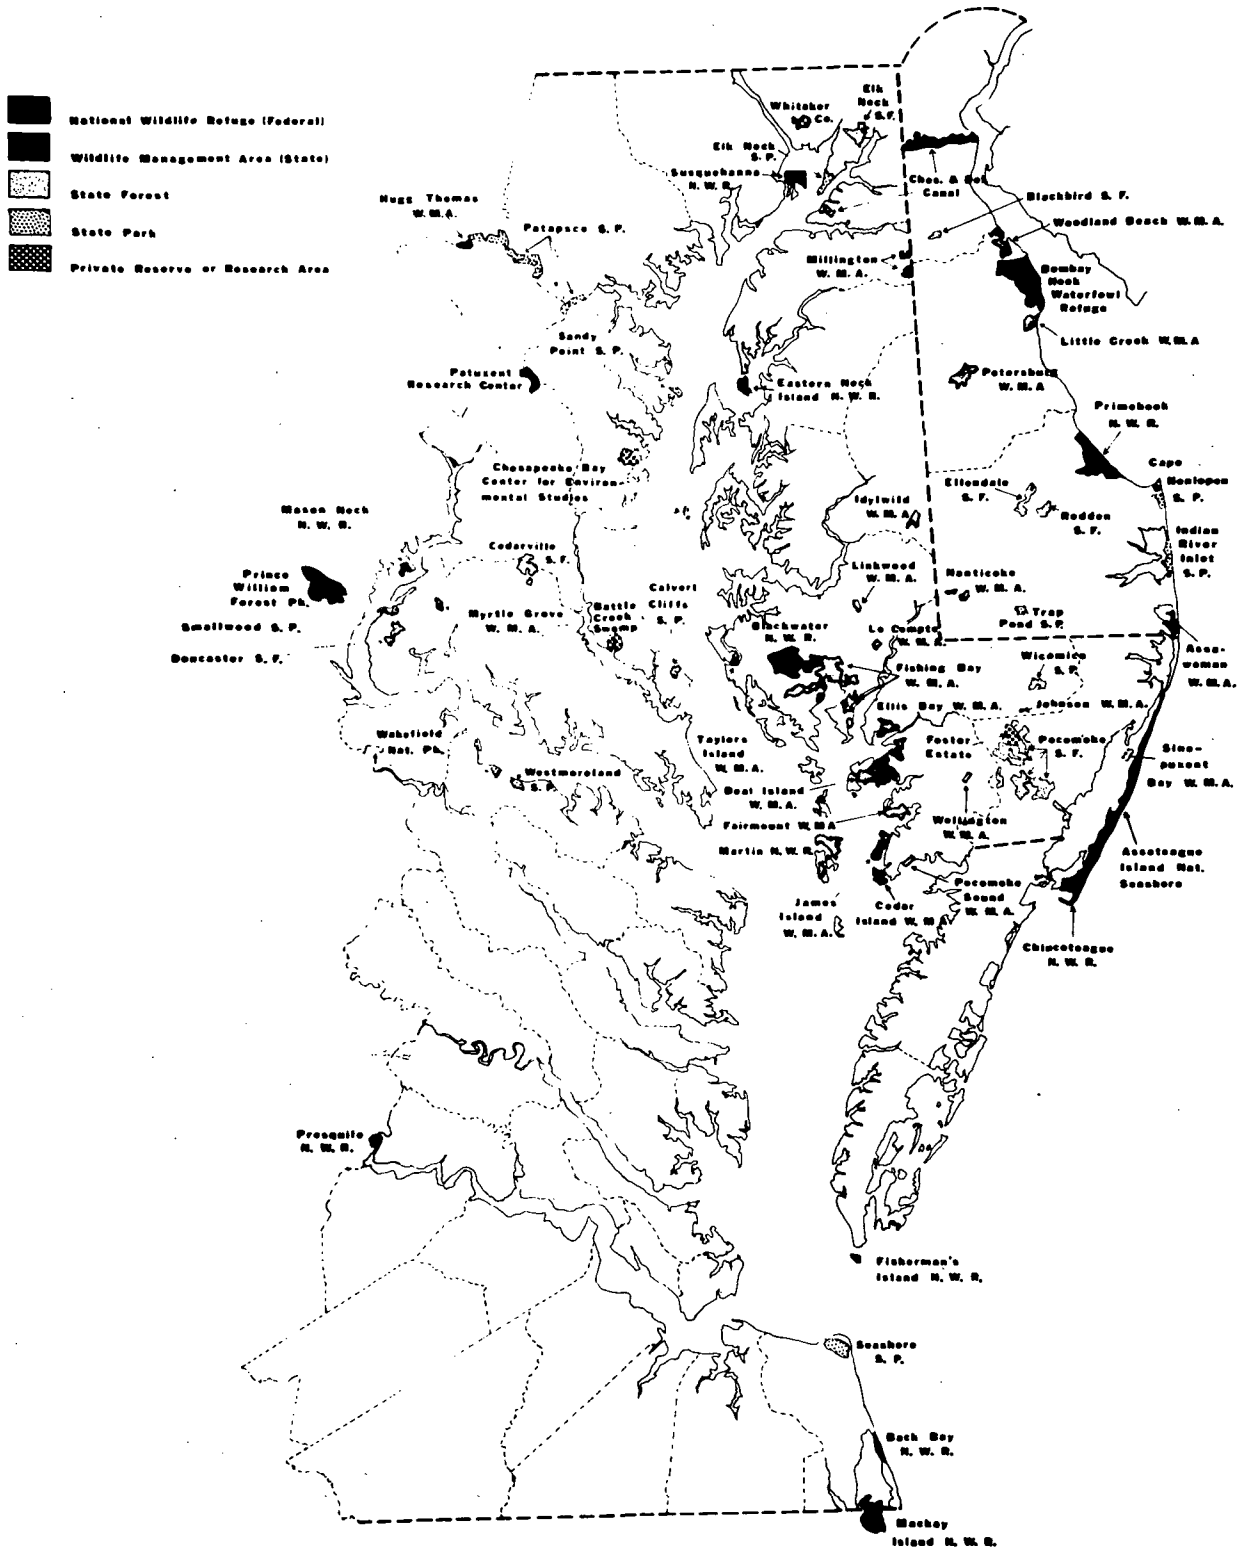 National Wildlife Refuge (Federal)
Wildlife Management Area (State)
State Forest
State Park
Private Reserve or Research Area
Elk
Neck
S.F.
Whitaker
Co.
Elk Neck
S.P.
Susquehanna
N.W.R.
Ches. & Del.
Canal
Hugg Thomas
W.M.A.
Patapsco S.P.
Blackbird S. F.
Woodland Beach W.M.A.
Millington
W.M.A.
Bombay
Hook
Waterfowl
Refuge
Little Creek W.M.A
Sandy
Point S.P.
Patuxent
Research Center
Eastern Neck
Island N.W.R.
Petersburg
W.M.A
Primehook
N.W.R.
Chesapeake Bay
Center for Environ-
mental Studies
Cape
Henlopen
S. P.
Ellendale
S. F.
Redden
S. F.
Idylwild
W.M.A.
Mason Neck
N.W.R.
Indian
River
Inlet
S.P.
Cedarville
S.F.
Prince
William
Forest Pk.
Linkwood
W.M.A.
Nanticoke
W.M.A.
Calvert
Cliffs
S.P.
Battle
Creek
Swamp
Myrtle Grove
W.M.A.
Smallwood S.P.
Doncaster S.F.
Trap
Pond S.P.
Blackwater
N.W.R.
Le Compte
W.M.A.
Assa-
woman
W.M.A.
Wicomico
S.P.
Fishing Bay
W.M.A.
Ellis Bay W.M.A.
Johnson W.M.A.
Wakefield
Nat. Pk.
Westmoreland
S.P.
Taylors
Island
W.M.A.
Foster
Estate
Pocomoke
S.F.
Sine-
puxent
Bay W.M.A.
Deal Island
W.M.A.
Fairmount W.M.A
Wellington
W.M.A.
Martin N.W.R.
Assateague
Island Nat.
Seashore
James
Island
W.M.A.
Cedar
Island W.M.A.
Pocomoke
Sound
W.M.A.
Chincoteague
N.W.R.
Presquile
N.W.R.
Fisherman's
Island N.W.R.
Seashore
S. P.
Back Bay
N.W.R.
Mackay
Island N.W.R.